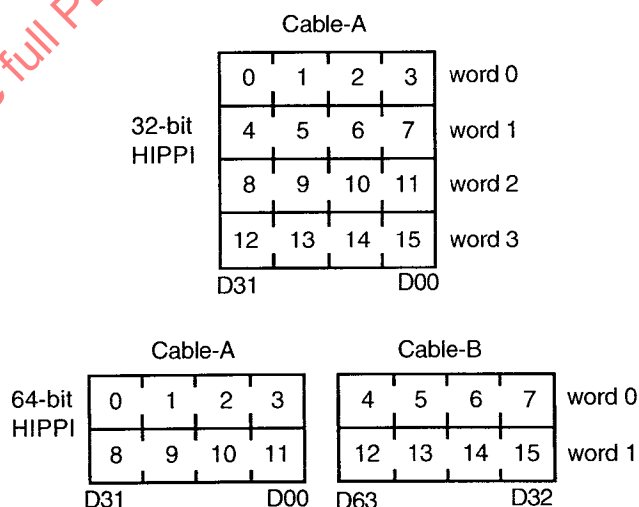 full
Cable-A
0 1 2 3 word 0
32-bit
HIPPI
4 5 6 7 word 1
8 9 10 11 word 2
12 13 14 15 word 3
D31 D00
Cable-A Cable-B
64-bit
HIPPI
0 1 2 3 4 5 6 7 word 0
8 9 10 11 12 13 14 15 word 1
D31 D00 D63 D32